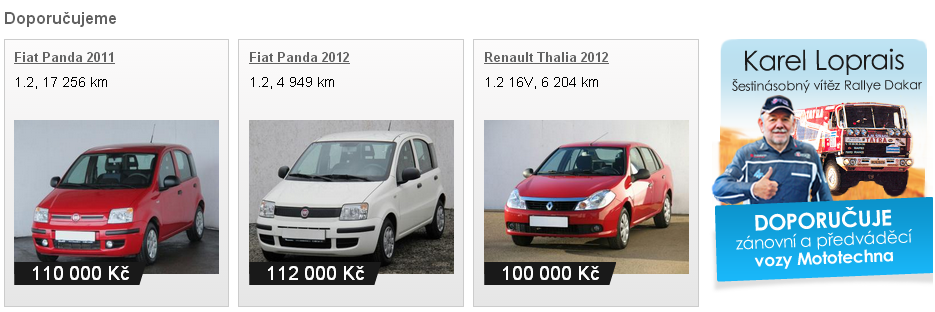 Doporučujeme
Fiat Panda 2011
1.2, 17 256 km
110 000 Kč
Fiat Panda 2012
1.2, 4 949 km
112 000 Kč
Renault Thalia 2012
1.2 16V, 6 204 km
100 000 Kč
Karel Loprais
Šestinásobný vítěz Rallye Dakar
TATRA
DOPORUČUJE
zánovní a předváděcí
vozy Mototechna